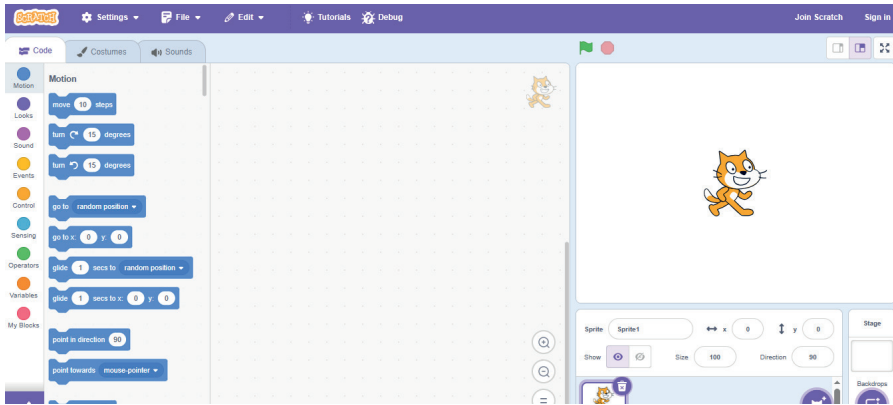 SCRATCH Settings File Edit Tutorials Debug Join Scratch Sign in
Code Costumes Sounds
Motion
Looks
Sound
Events
Control
Sensing
Operators
Variables
My Blocks
Motion
move 10 steps
turn 15 degrees
turn 15 degrees
go to random position
go to x: 0 y: 0
glide 1 secs to random position
glide 1 secs to x: 0 y: 0
point in direction 90
point towards mouse-pointer
Sprite Sprite1 x 0 y 0
Show Size 100 Direction 90
Stage
Backdrops